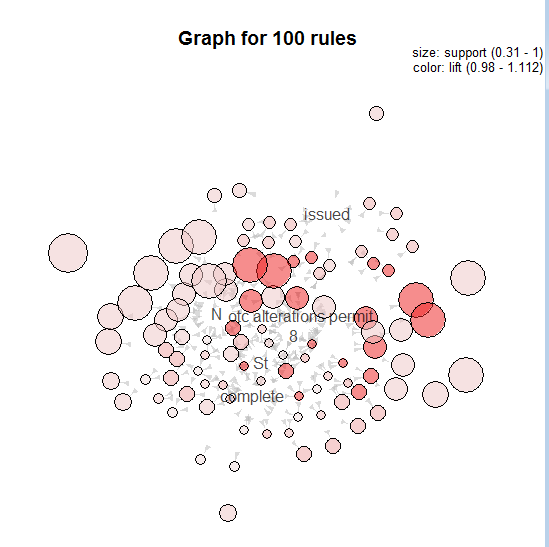 Graph for 100 rules
size: support (0.31 - 1)
color: lift (0.98 - 1.112)
issued
N otc alterations permit
8
St
complete